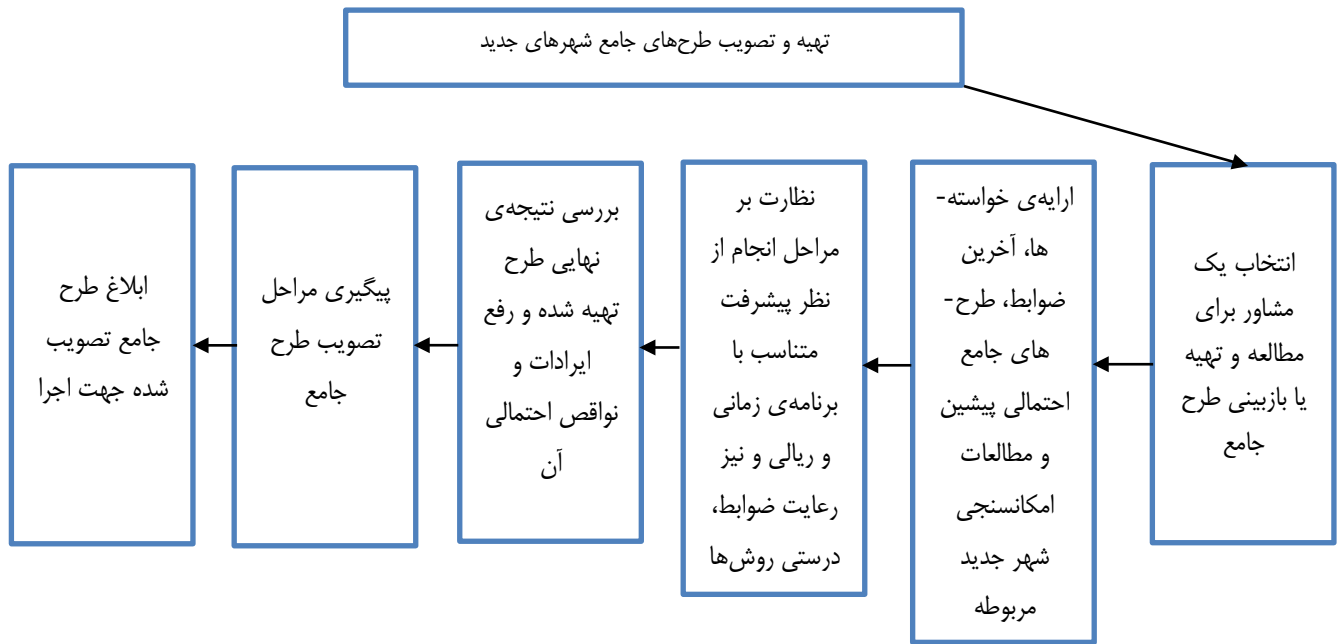 تهیه و تصویب طرح‌های جامع شهرهای جدید
انتخاب یک
مشاور برای
مطالعه و تهیه
یا بازبینی طرح
جامع
ارایه‌ی خواسته-
ها، آخرین
ضوابط، طرح-
های جامع
احتمالی پیشین
و مطالعات
امکانسنجی
شهر جدید
مربوطه
نظارت بر
مراحل انجام از
نظر پیشرفت
متناسب با
برنامه‌ی زمانی
و ریالی و نیز
رعایت ضوابط،
درستی روش‌ها
بررسی نتیجه‌ی
نهایی طرح
تهیه شده و رفع
ایرادات و
نواقص احتمالی
آن
پیگیری مراحل
تصویب طرح
جامع
ابلاغ طرح
جامع تصویب
شده جهت اجرا